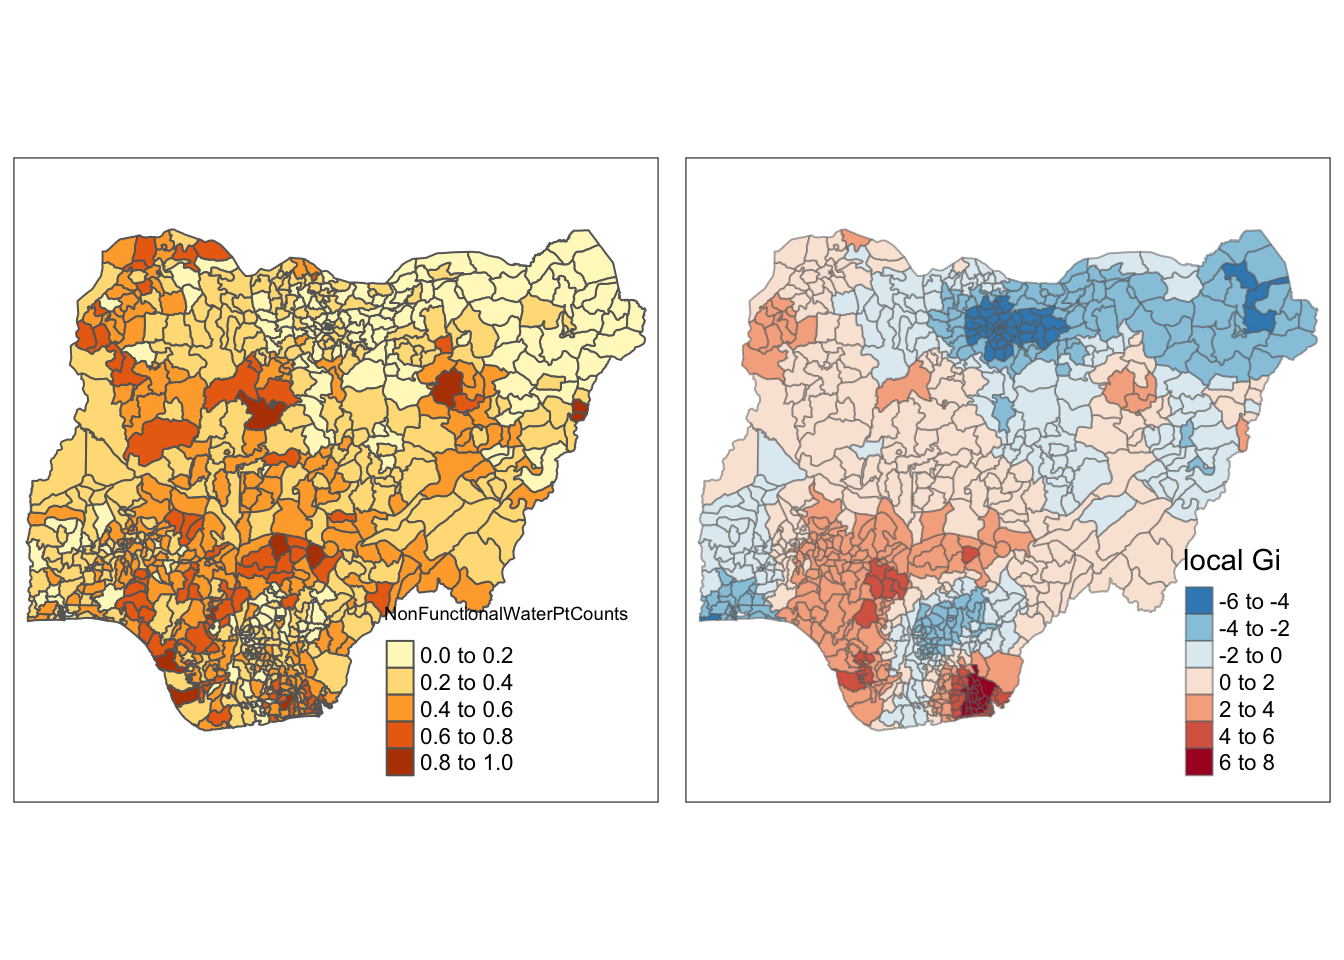 NonFunctionalWaterPtCounts
0.0 to 0.2
0.2 to 0.4
0.4 to 0.6
0.6 to 0.8
0.8 to 1.0
local Gi
-6 to -4
-4 to -2
-2 to 0
0 to 2
2 to 4
4 to 6
6 to 8